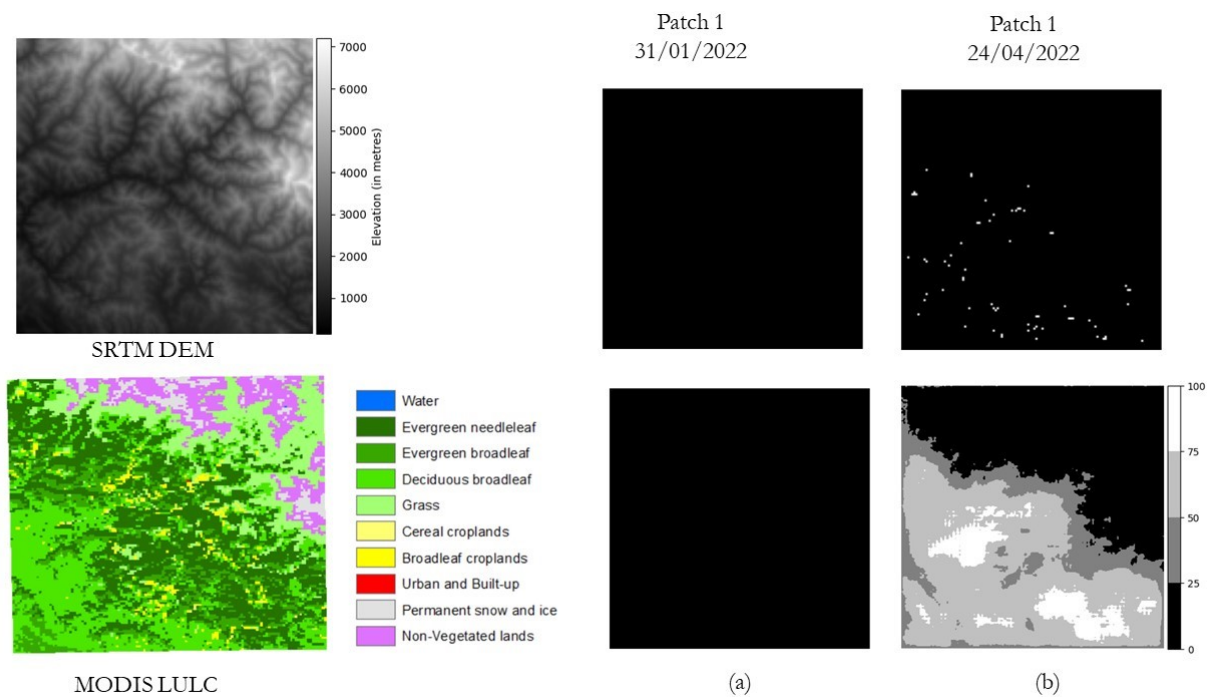 Patch 1
31/01/2022
Patch 1
24/04/2022
7000
6000
5000
4000
3000
2000
1000
Elevation (in metres)
SRTM DEM
Water
Evergreen needleleaf
Evergreen broadleaf
Deciduous broadleaf
Grass
Cereal croplands
Broadleaf croplands
Urban and Built-up
Permanent snow and ice
Non-Vegetated lands
MODIS LULC
100
75
50
25
0
(a)
(b)